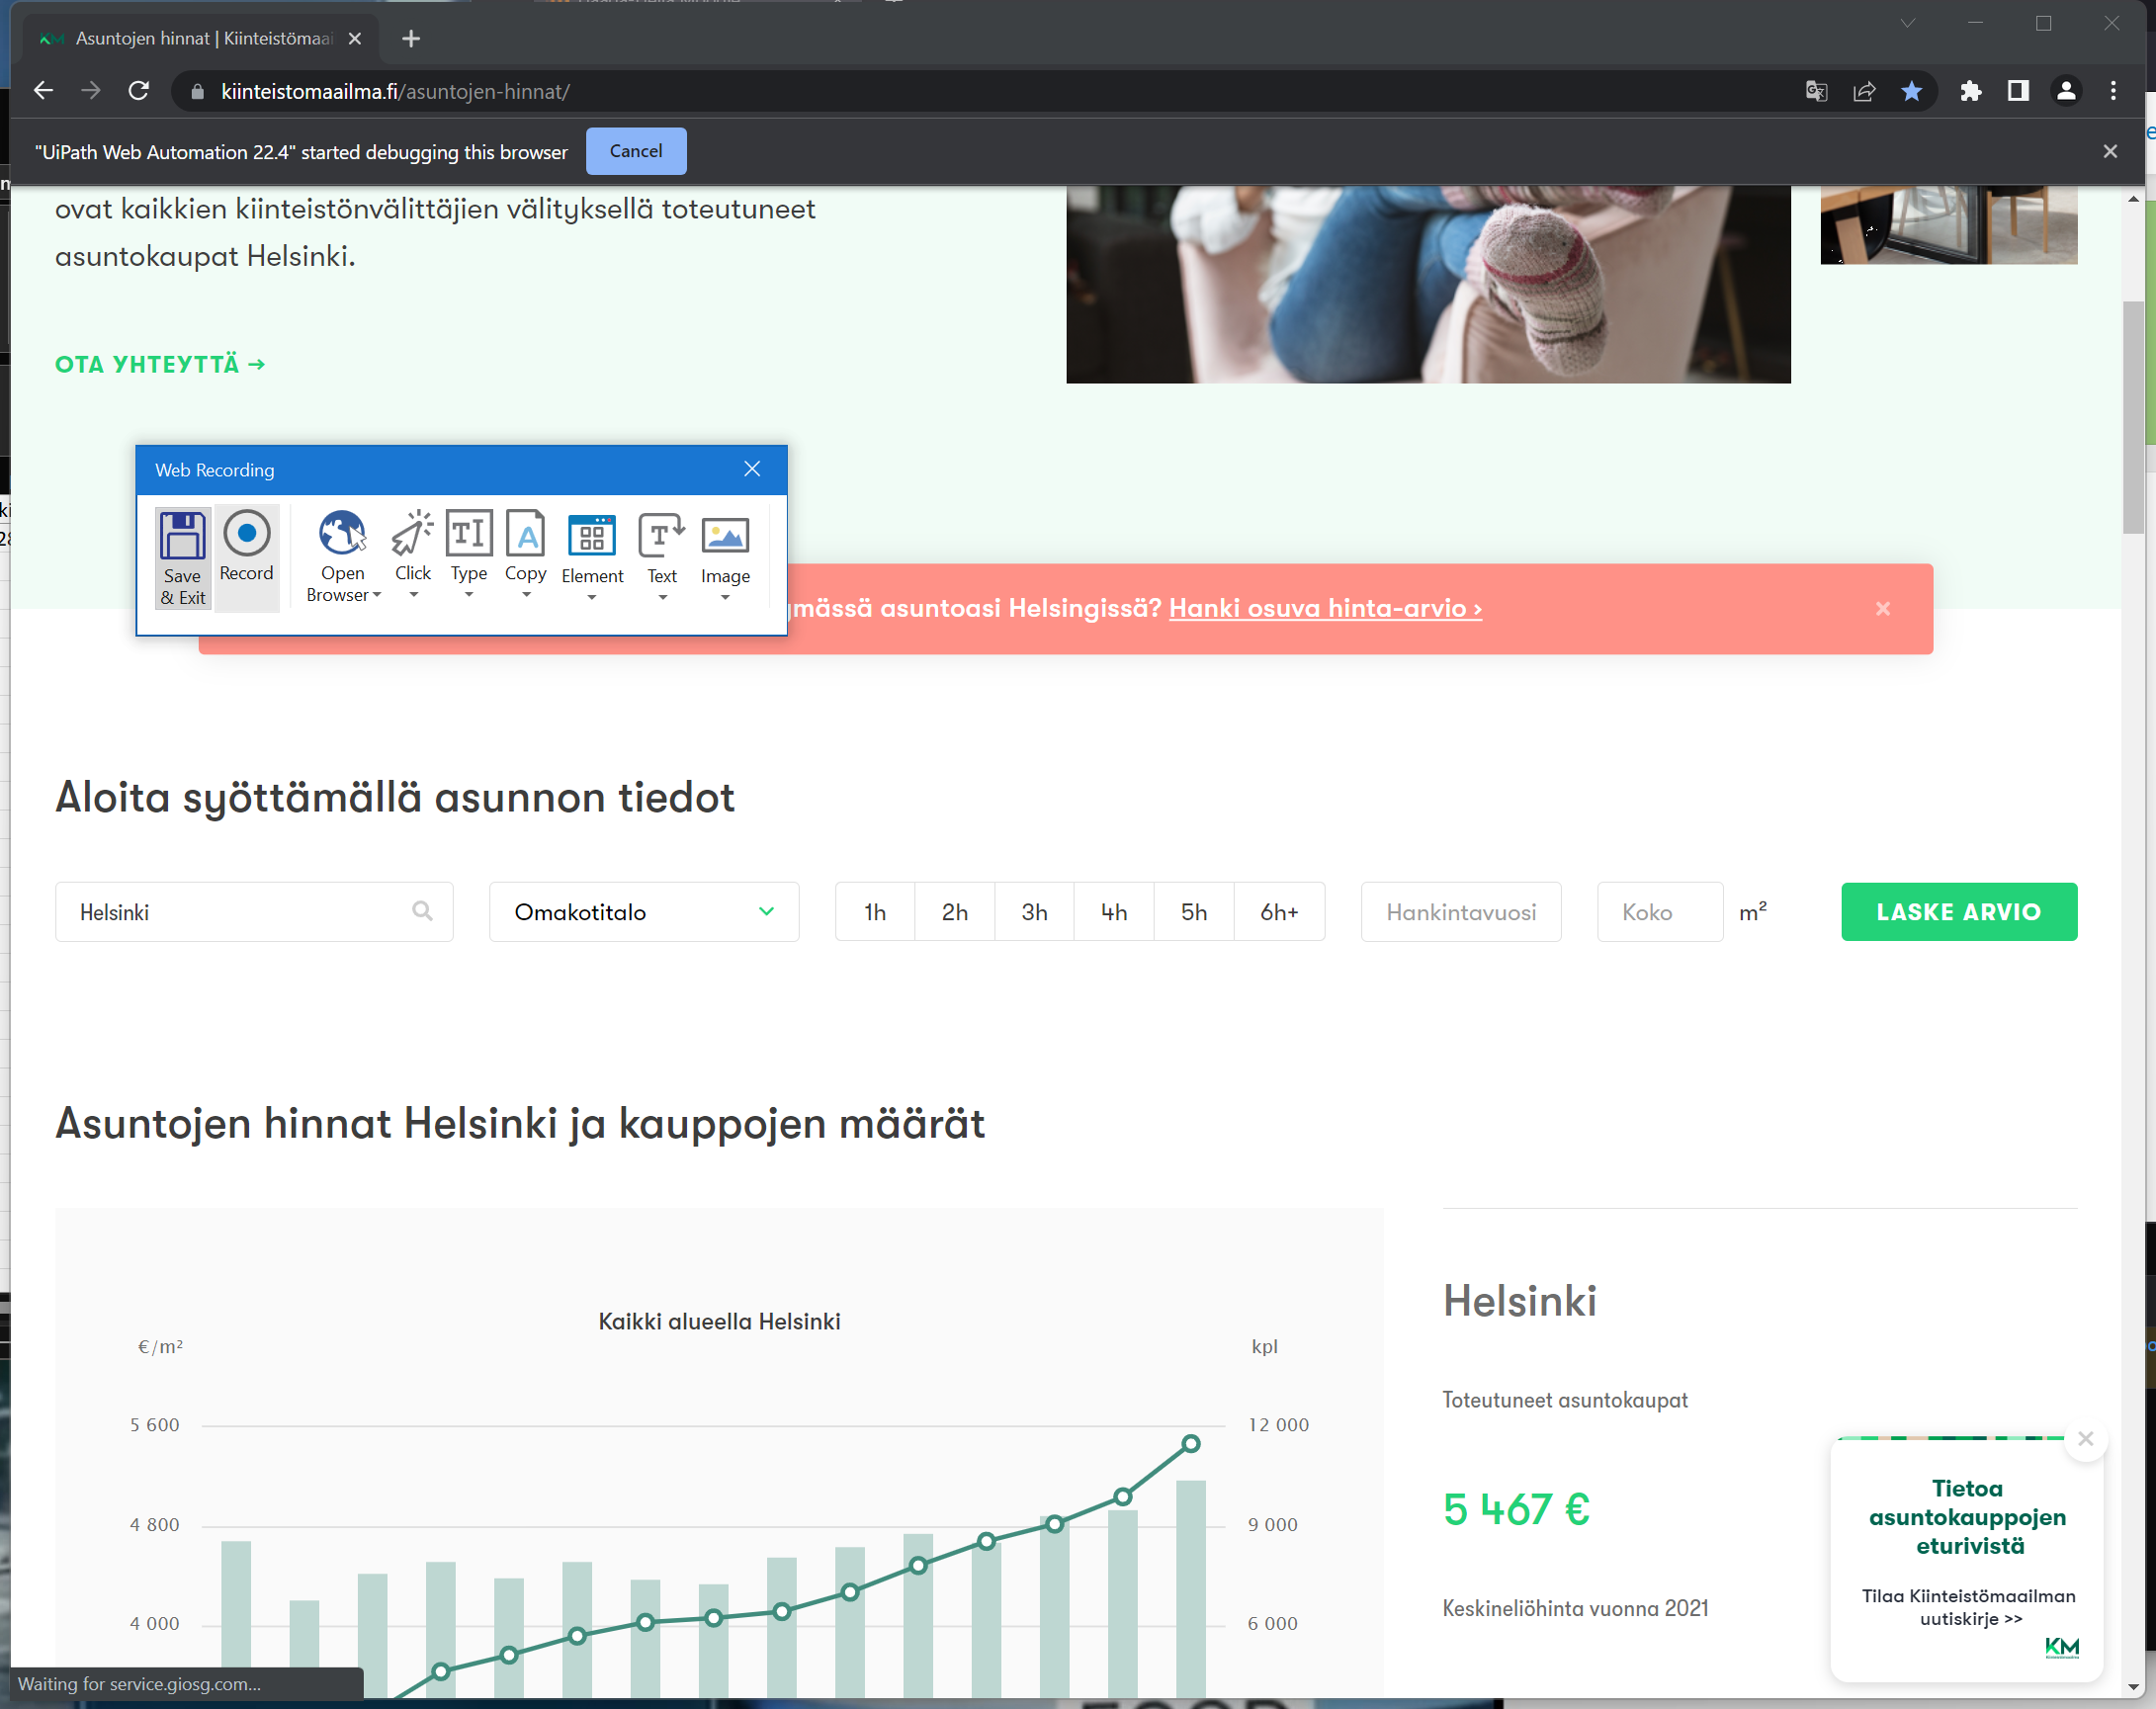 Asuntojen hinnat | Kiinteistömaai
kiinteistomaailma.fi/asuntojen-hinnat/
"UiPath Web Automation 22.4" started debugging this browser
Cancel
ovat kaikkien kiinteistönvälittäjien välityksellä toteutuneet
asuntokaupat Helsinki.
OTA YHTEYTTÄ →
Web Recording
Save
& Exit
Record
Open
Browser
Click
Type
Copy
Element
Text
Image
ymässä asuntoasi Helsingissä? Hanki osuva hinta-arvio ›
Aloita syöttämällä asunnon tiedot
Helsinki
Omakotitalo
1h 2h 3h 4h 5h 6h+
Hankintavuosi
Koko
m²
LASKE ARVIO
Asuntojen hinnat Helsinki ja kauppojen määrät
Kaikki alueella Helsinki
€/m²
kpl
5 600
12 000
4 800
9 000
4 000
6 000
Helsinki
Toteutuneet asuntokaupat
5 467 €
Keskineliöhinta vuonna 2021
Tietoa
asuntokauppojen
eturivistä
Tilaa Kiinteistömaailman
uutiskirje >>
KM
Waiting for service.giosg.com...